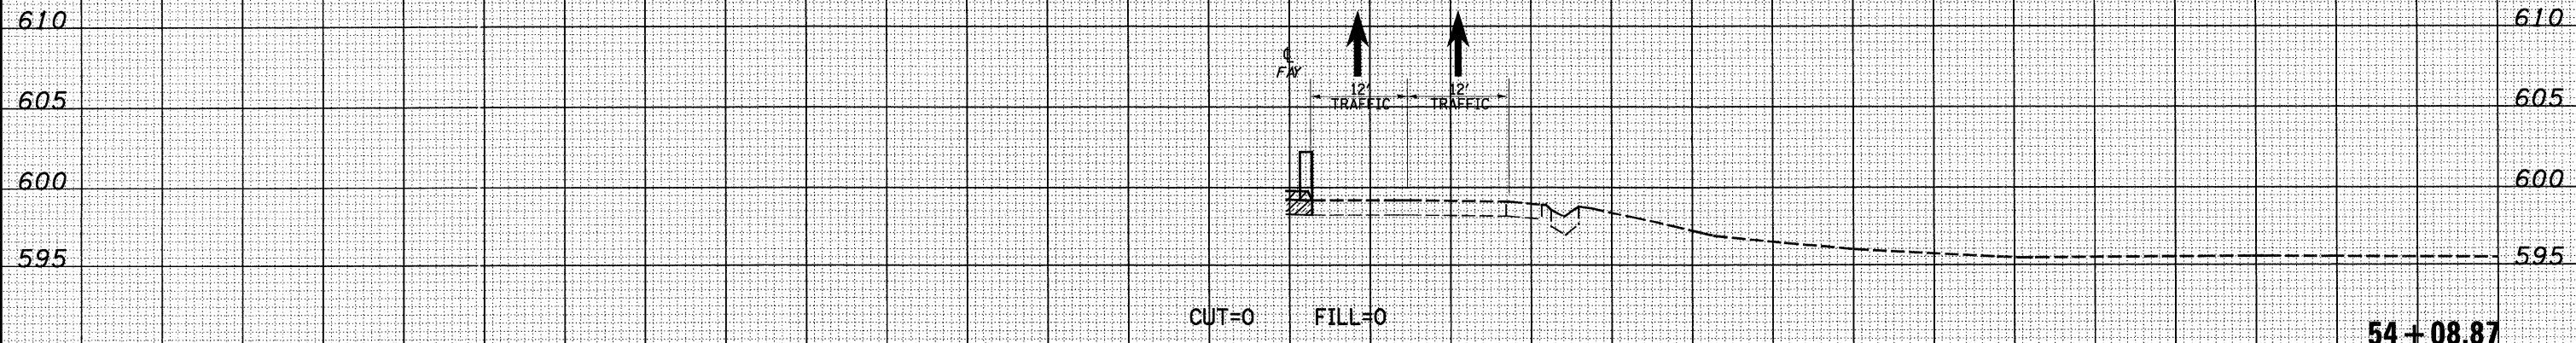 610 610
℄
FAY
12' 12'
605 TRAFFIC TRAFFIC 605
600 600
595 595
CUT=0 FILL=0
54 + 08.87